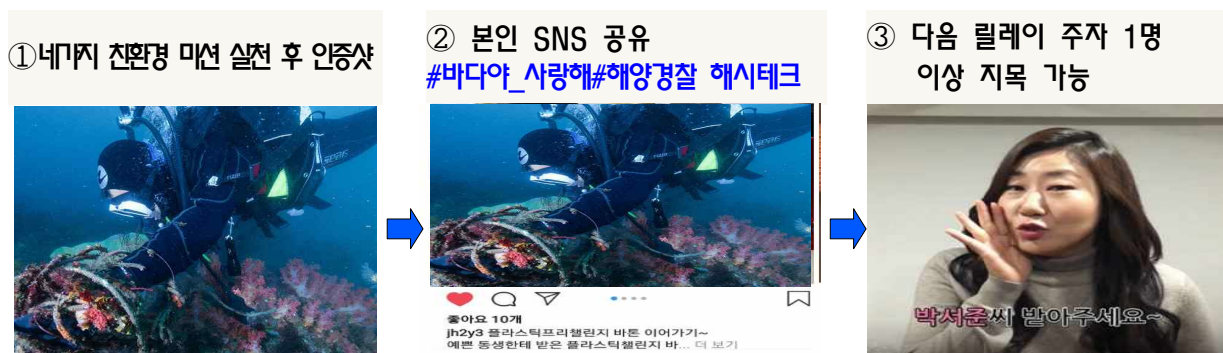 ①네가지 친환경 미션 실천 후 인증샷
② 본인 SNS 공유
#바다야_사랑해#해양경찰 해시테크
③ 다음 릴레이 주자 1명
이상 지목 가능
좋아요 10개
jh2y3 플라스틱프리챌린지 바톤 이어가기~
예쁜 동생한테 받은 플라스틱챌린지 바... 더 보기
박서준씨 받아주세요~